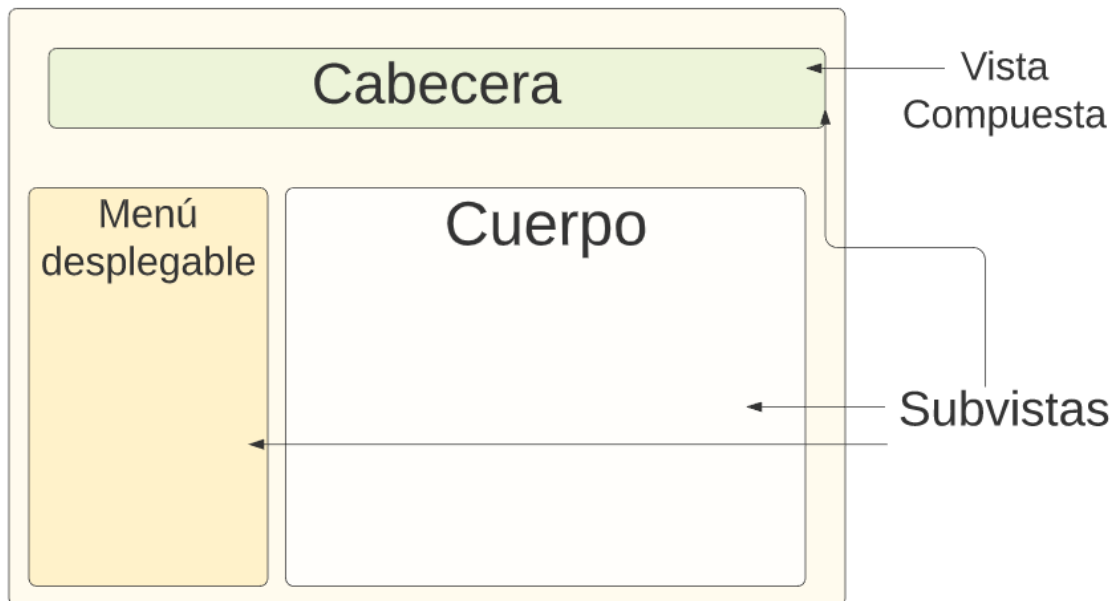 Cabecera
Vista
Compuesta
Menú
desplegable
Cuerpo
Subvistas